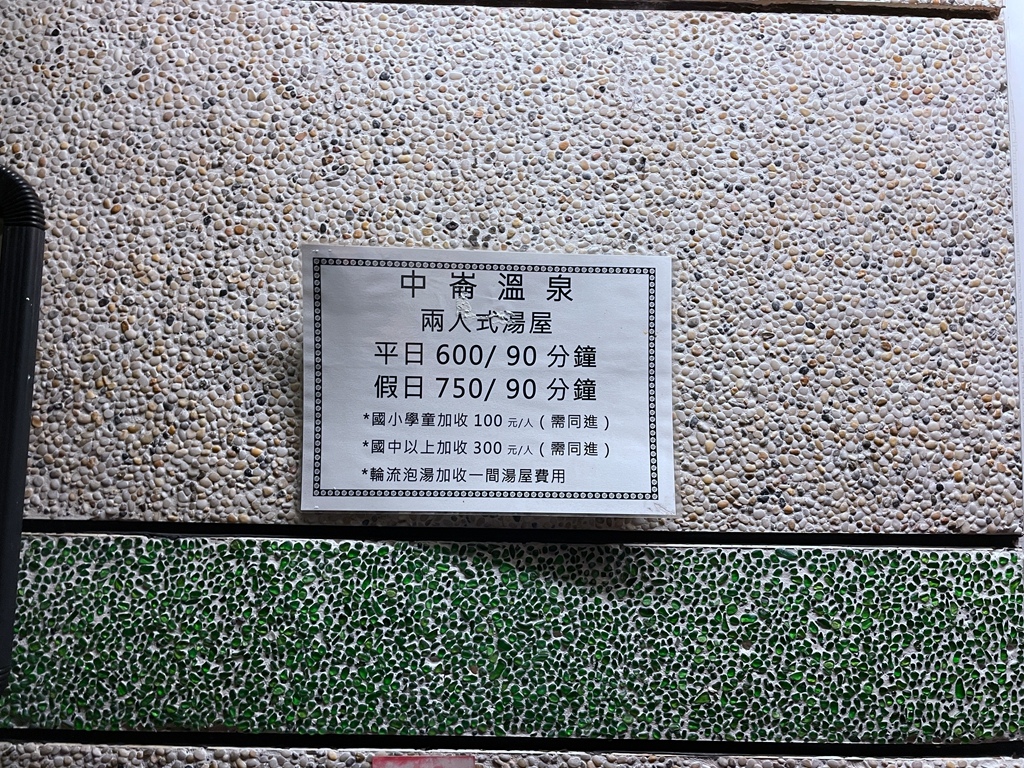 中崙溫泉
兩人式湯屋
平日 600/ 90 分鐘
假日 750/ 90 分鐘
*國小學童加收 100 元/人 ( 需同進 )
*國中以上加收 300 元/人 ( 需同進 )
*輪流泡湯加收一間湯屋費用